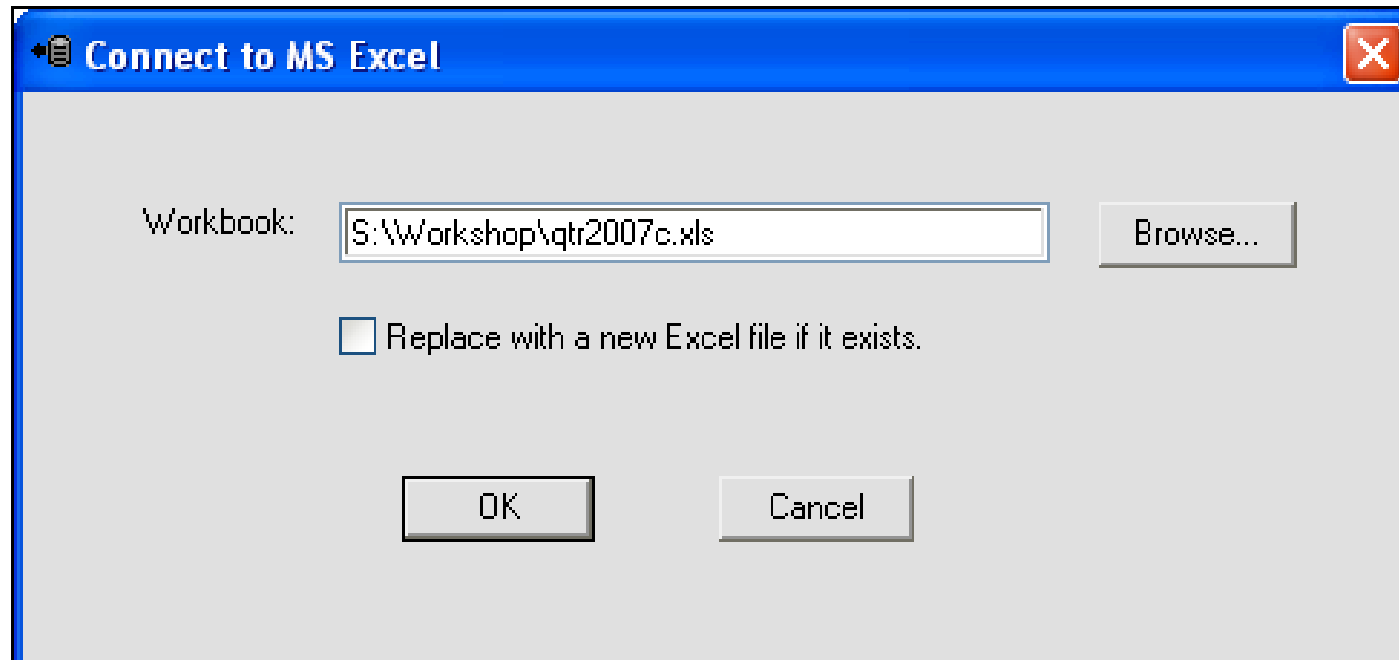 Connect to MS Excel
Workbook: S:\Workshop\qtr2007c.xls Browse...
Replace with a new Excel file if it exists.
OK Cancel